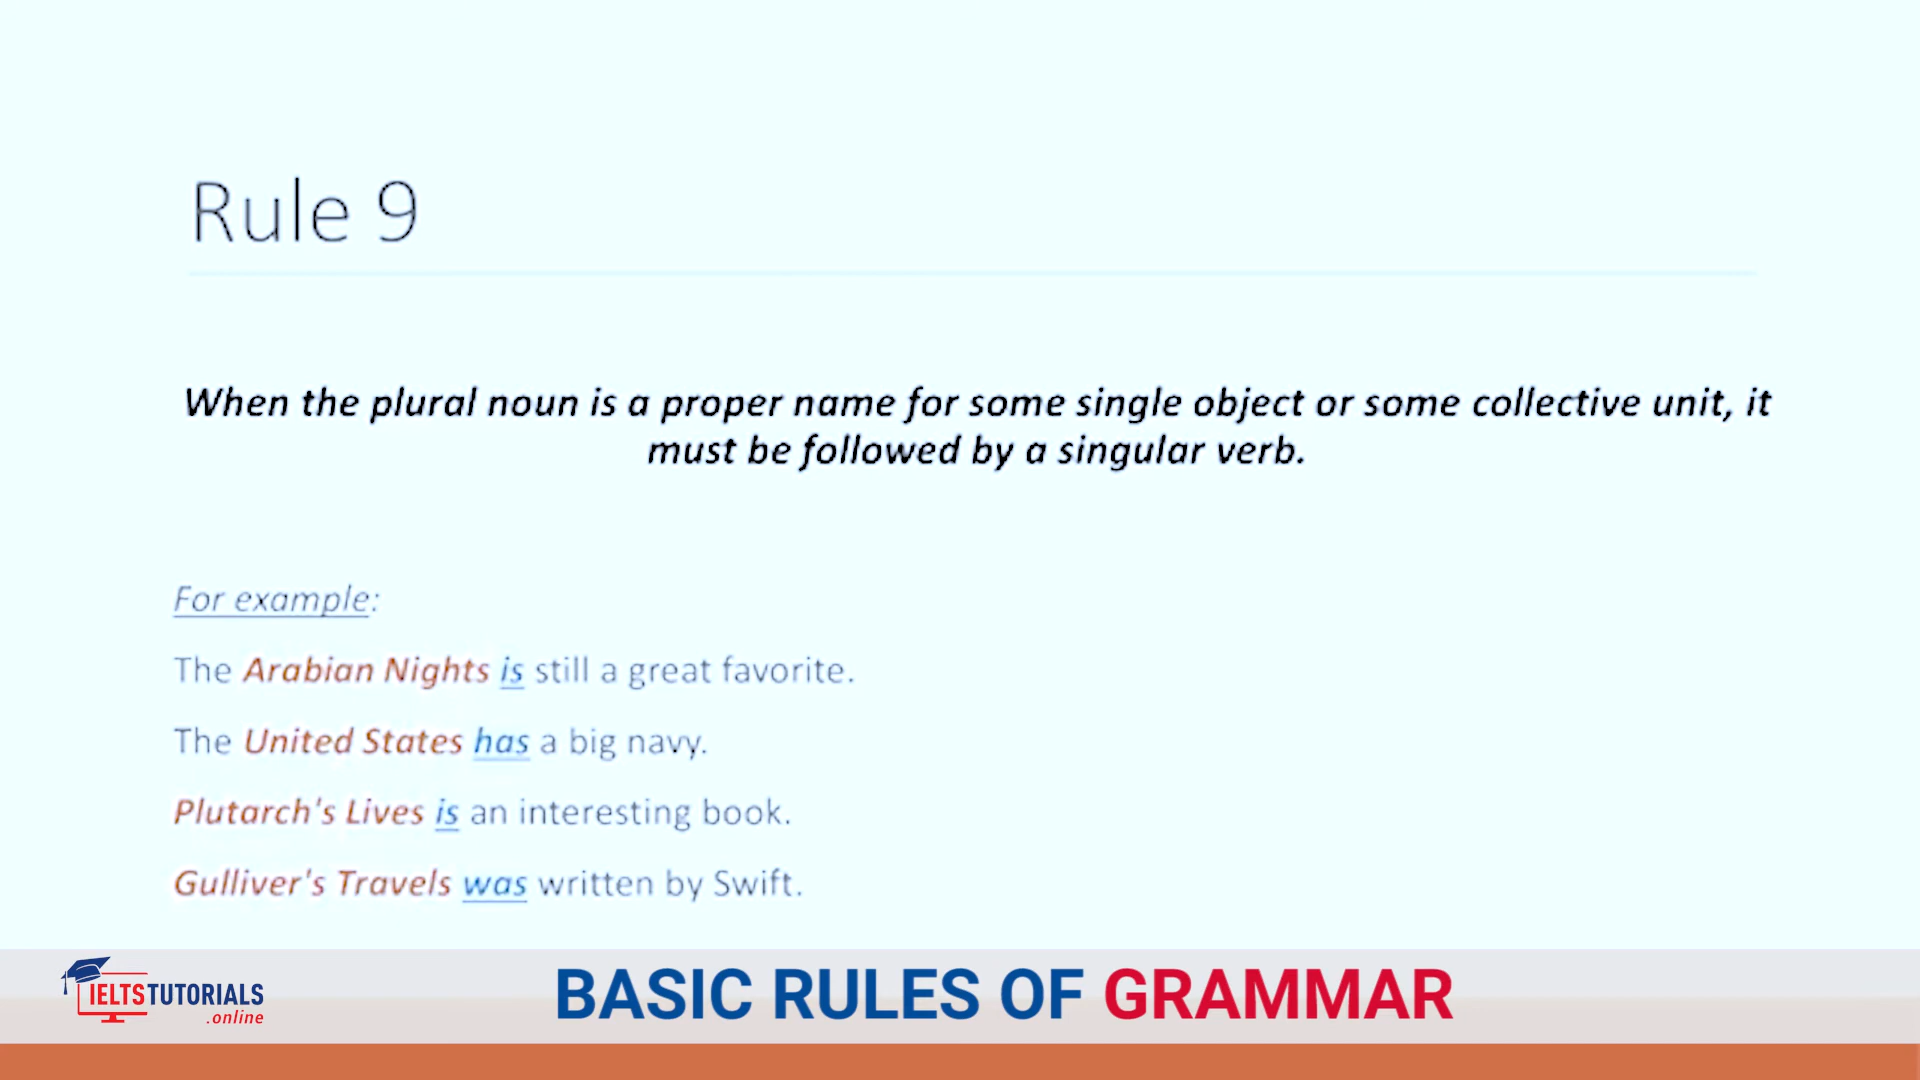 Rule 9
When the plural noun is a proper name for some single object or some collective unit, it
must be followed by a singular verb.
For example:
The Arabian Nights is still a great favorite.
The United States has a big navy.
Plutarch's Lives is an interesting book.
Gulliver's Travels was written by Swift.
IELTSTUTORIALS
.online
BASIC RULES OF GRAMMAR